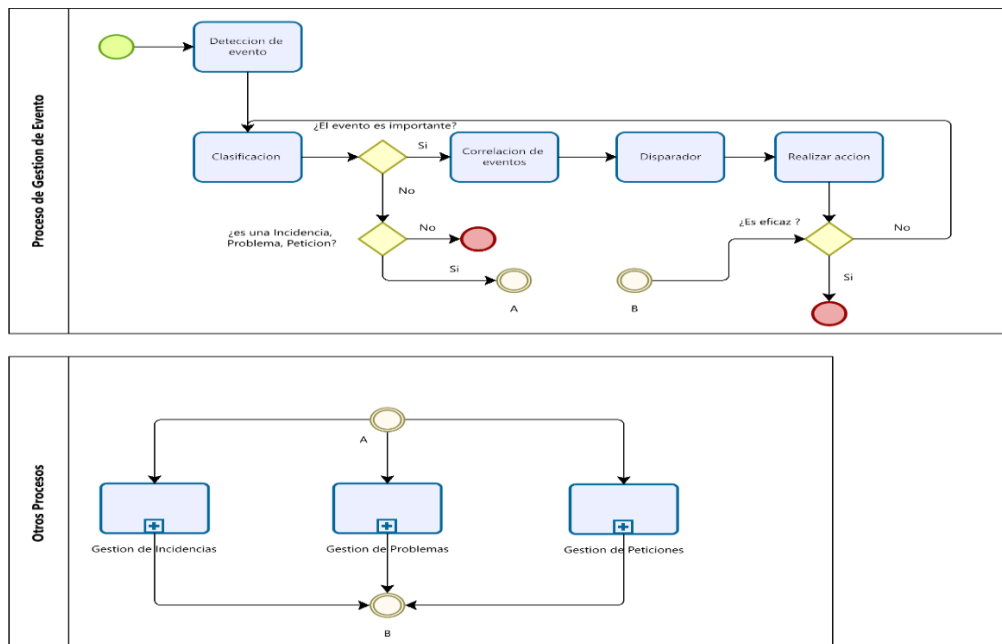 Proceso de Gestion de Evento
Deteccion de
evento
¿El evento es importante?
Clasificacion
Si
Correlacion de
eventos
Disparador
Realizar accion
No
¿es una Incidencia,
Problema, Peticion?
No
Si
A
B
¿Es eficaz ?
No
Si
Otros Procesos
A
Gestion de Incidencias
Gestion de Problemas
Gestion de Peticiones
B